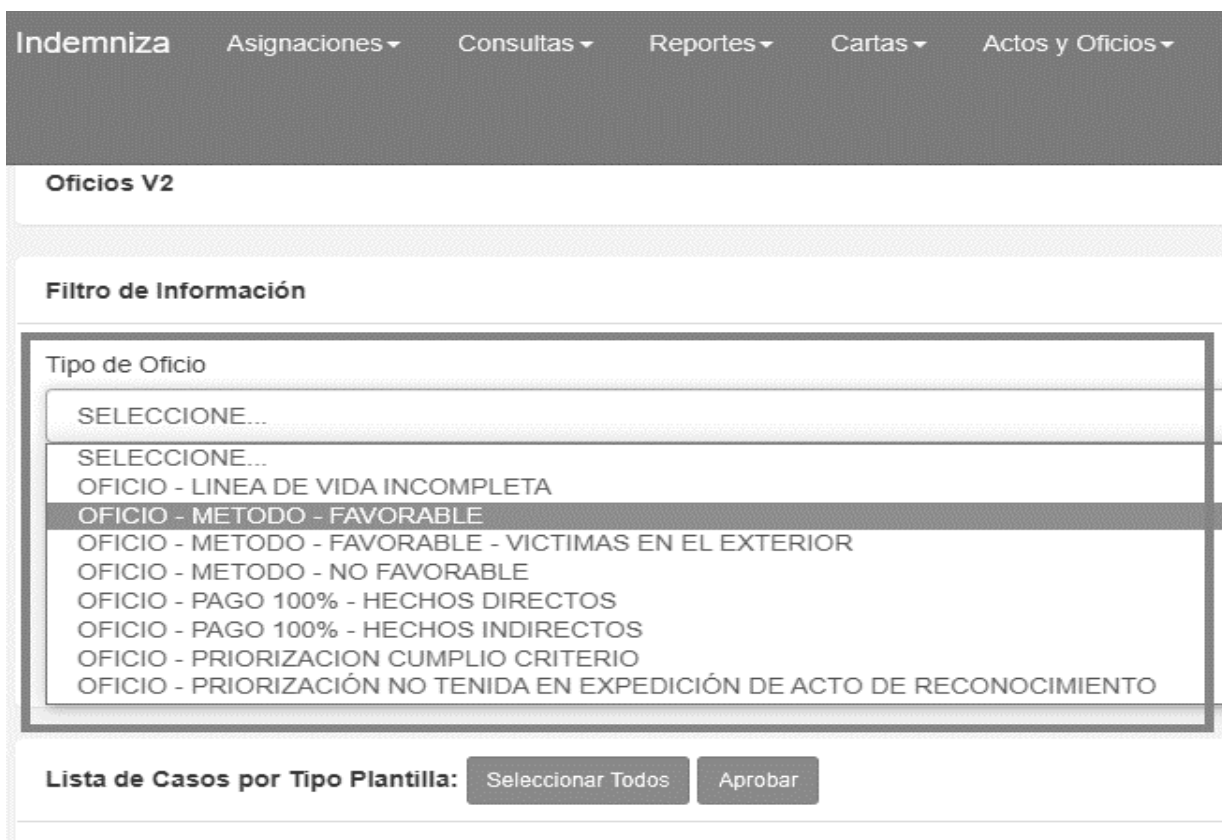 Indemniza Asignaciones Consultas Reportes Cartas Actos y Oficios
Oficios V2
Filtro de Información
Tipo de Oficio
SELECCIONE...
SELECCIONE...
OFICIO - LINEA DE VIDA INCOMPLETA
OFICIO - METODO - FAVORABLE
OFICIO - METODO - FAVORABLE - VICTIMAS EN EL EXTERIOR
OFICIO - METODO - NO FAVORABLE
OFICIO - PAGO 100% - HECHOS DIRECTOS
OFICIO - PAGO 100% - HECHOS INDIRECTOS
OFICIO - PRIORIZACION CUMPLIO CRITERIO
OFICIO - PRIORIZACIÓN NO TENIDA EN EXPEDICIÓN DE ACTO DE RECONOCIMIENTO
Lista de Casos por Tipo Plantilla: Seleccionar Todos Aprobar